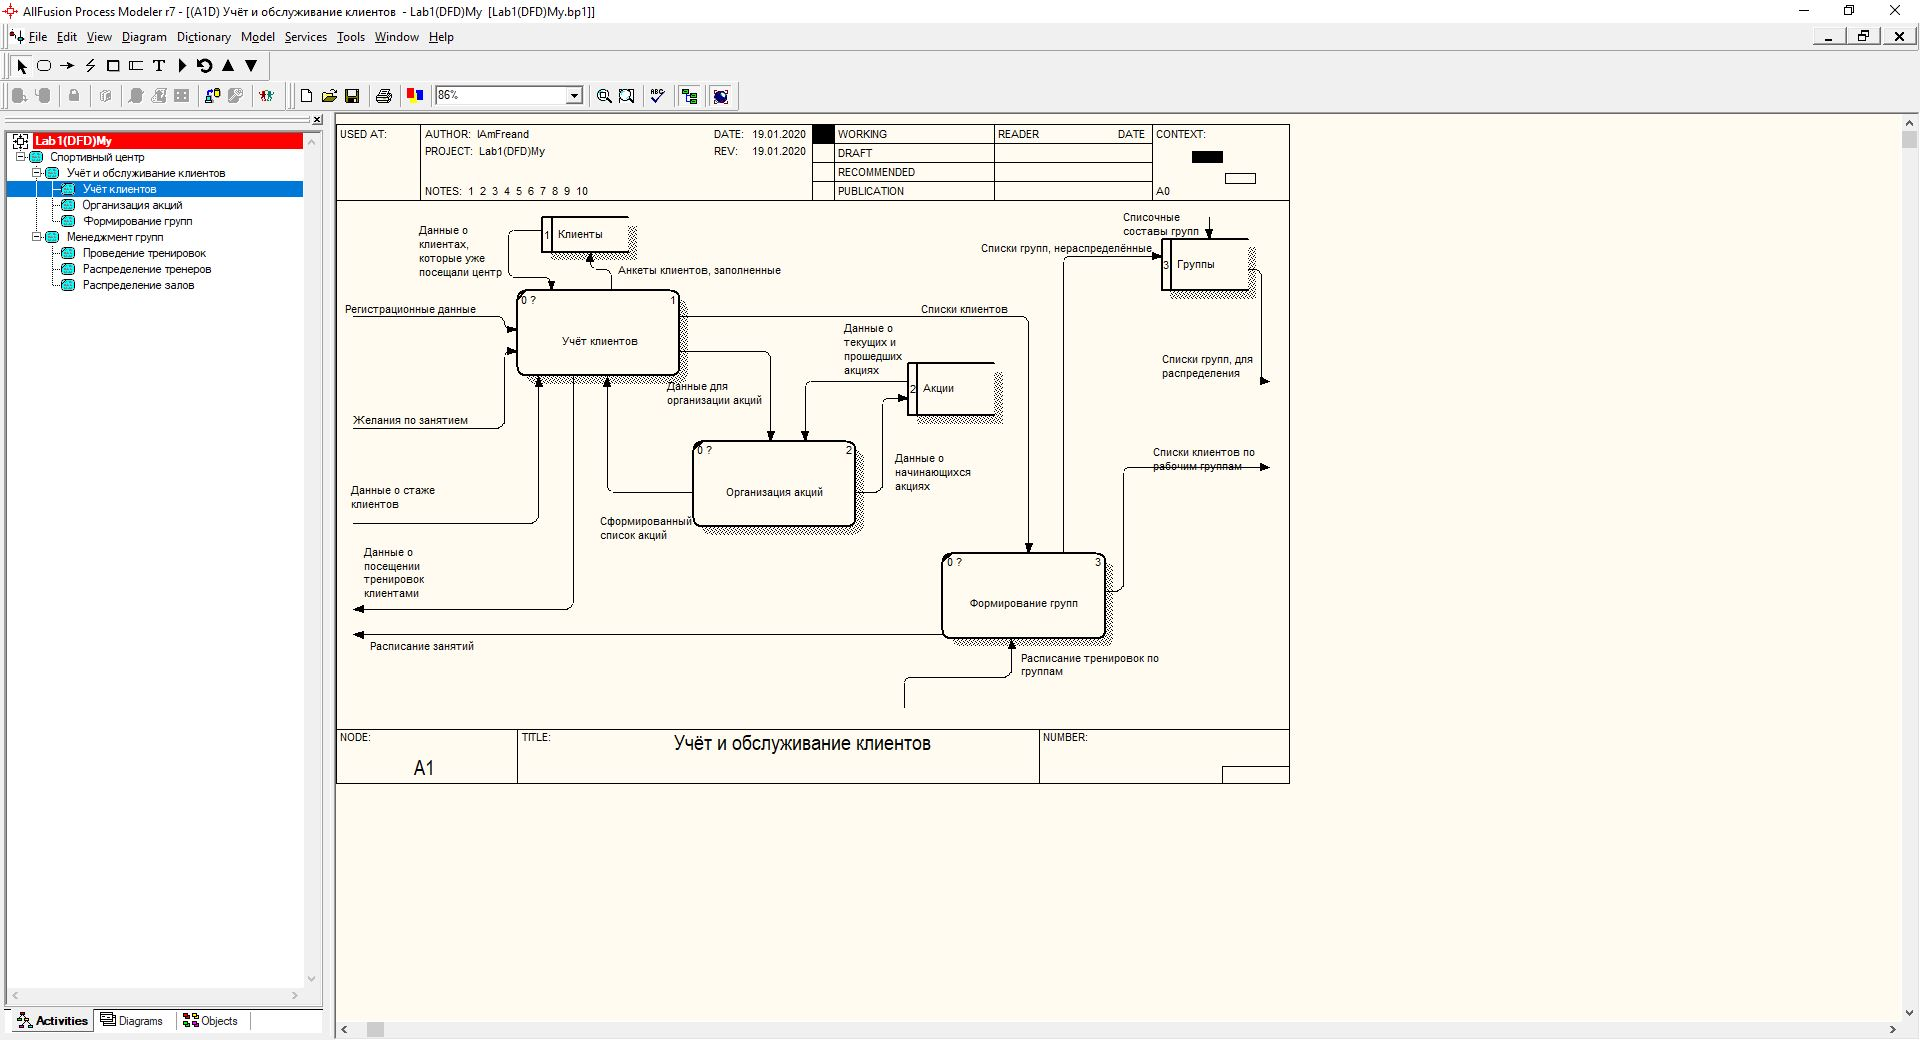 AllFusion Process Modeler r7 - [(A1D) Учёт и обслуживание клиентов - Lab1(DFD)My [Lab1(DFD)My.bp1]]
File Edit View Diagram Dictionary Model Services Tools Window Help
T
86%
ABC
Lab1(DFD)My
Спортивный центр
Учёт и обслуживание клиентов
Учёт клиентов
Организация акций
Формирование групп
Менеджмент групп
Проведение тренировок
Распределение тренеров
Распределение залов
Activities Diagrams Objects
USED AT:
AUTHOR: IAmFreand
DATE: 19.01.2020
PROJECT: Lab1(DFD)My
REV: 19.01.2020
NOTES: 1 2 3 4 5 6 7 8 9 10
WORKING
DRAFT
RECOMMENDED
PUBLICATION
READER DATE
CONTEXT:
A0
Данные о
клиентах,
которые уже
посещали центр
1 Клиенты
Анкеты клиентов, заполненные
Списочные
составы групп
Списки групп, нераспределённые
3 Группы
Регистрационные данные
0 ? 1
Учёт клиентов
Списки клиентов
Данные о
текущих и
прошедших
акциях
2 Акции
Списки групп, для
распределения
Данные для
организации акций
Желания по занятием
0 ? 2
Организация акций
Данные о
начинающихся
акциях
Списки клиентов по
рабочим группам
Данные о стаже
клиентов
Сформированный
список акций
Данные о
посещении
тренировок
клиентами
0 ? 3
Формирование групп
Расписание занятий
Расписание тренировок по
группам
NODE:
A1
TITLE:
Учёт и обслуживание клиентов
NUMBER: